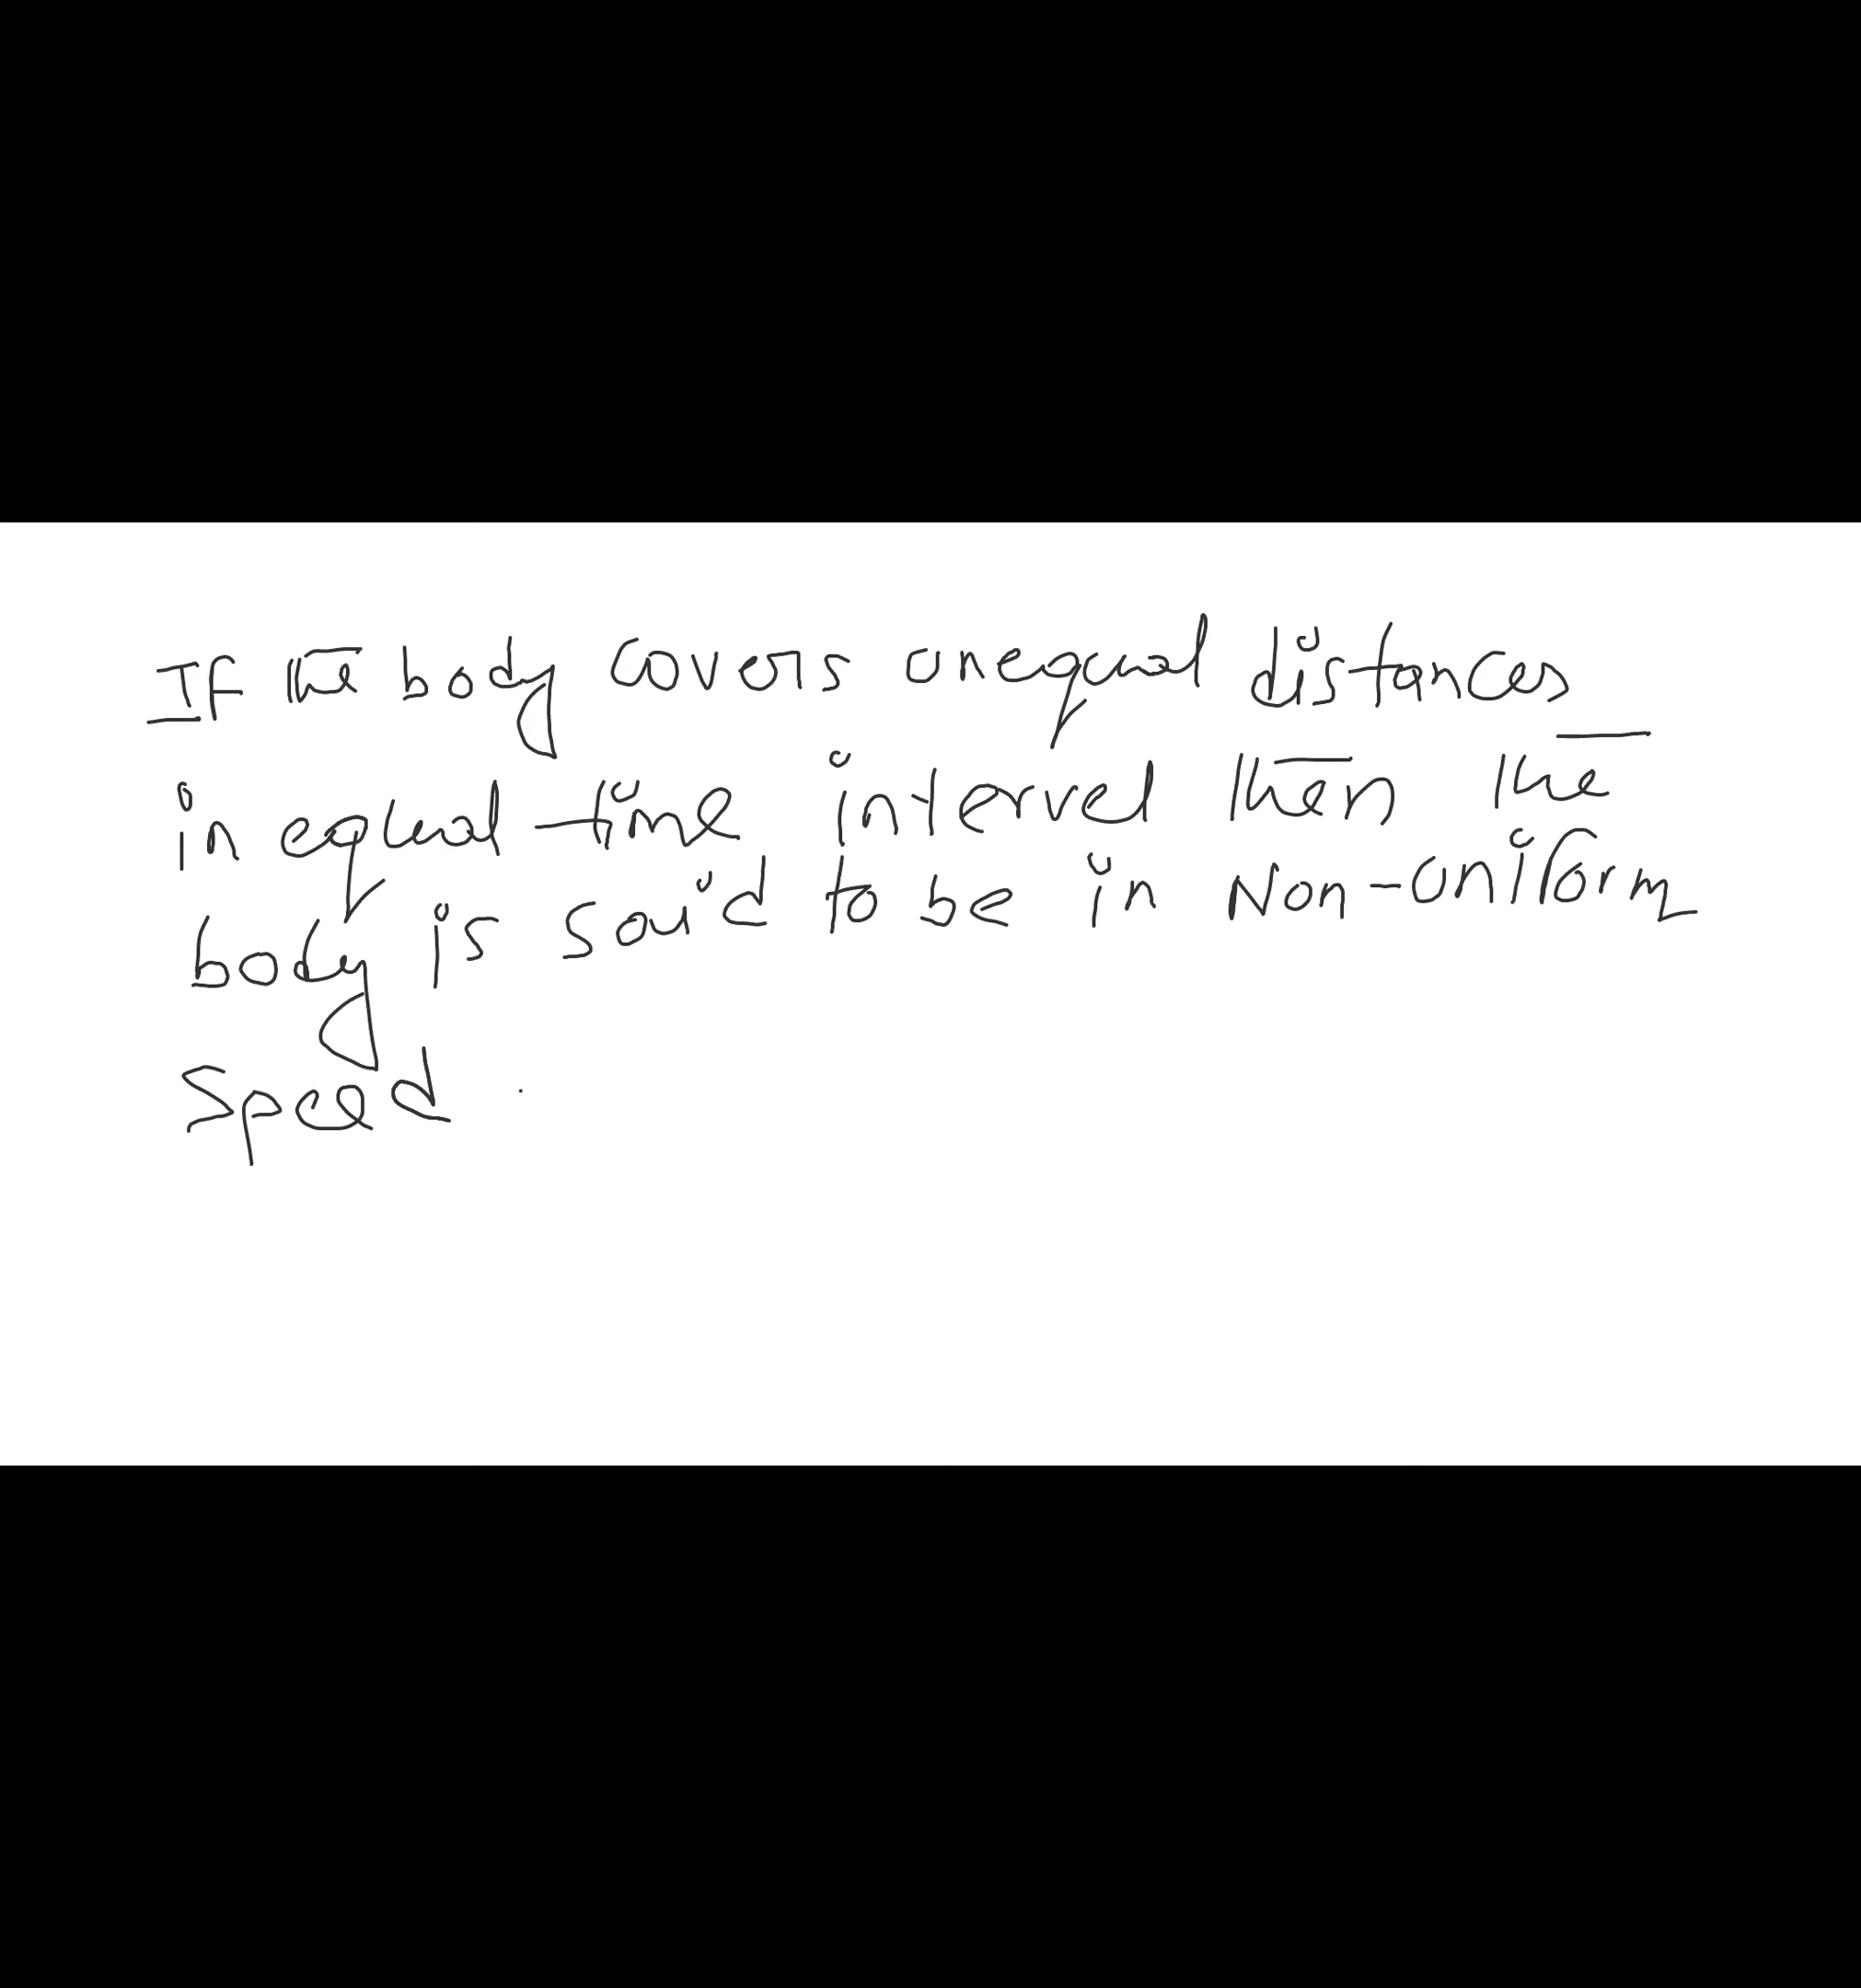 If the body covers unequal distances
in equal time interval then the
body is said to be in Non-uniform
Speed.